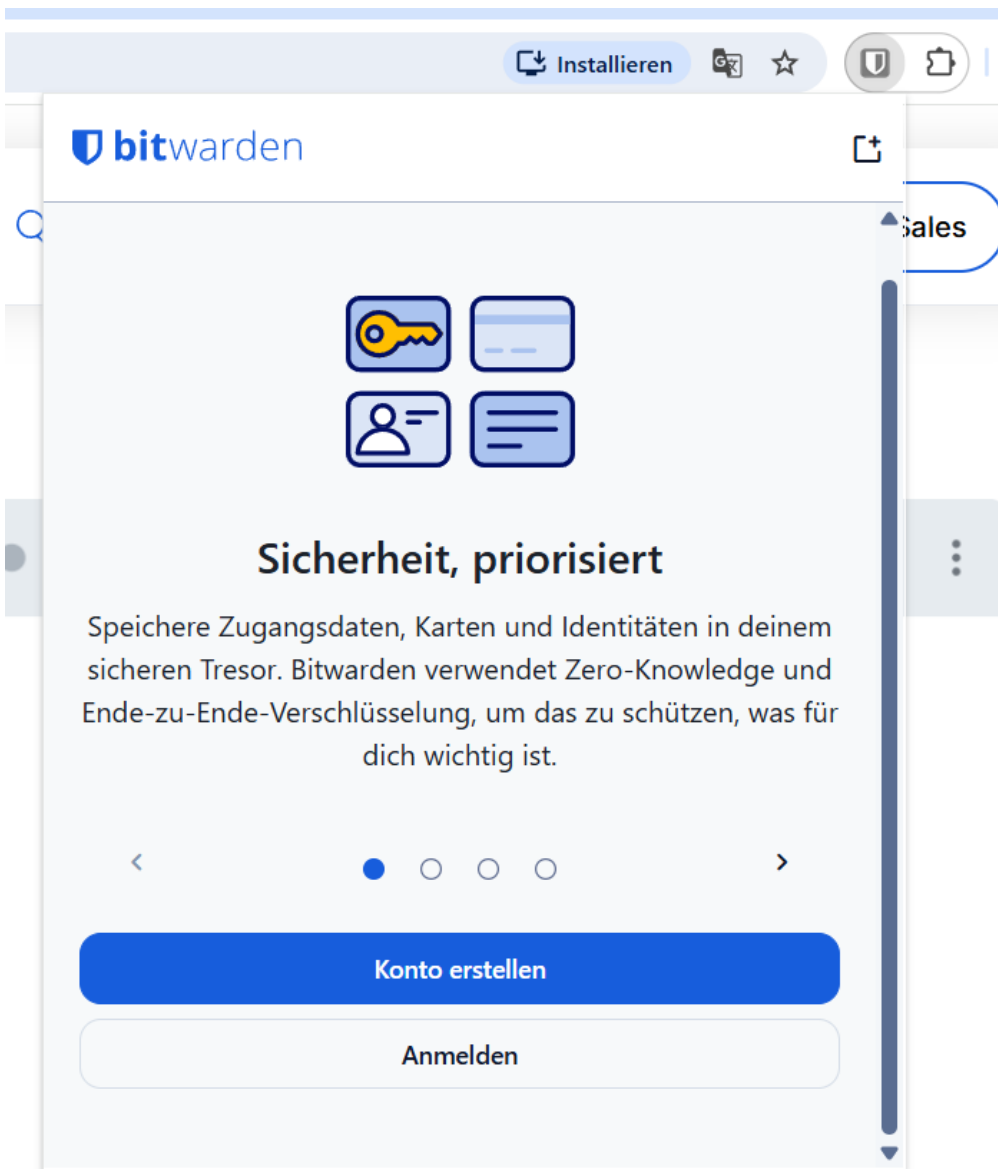 Installieren
bitwarden
Sales
Sicherheit, priorisiert
Speichere Zugangsdaten, Karten und Identitäten in deinem
sicheren Tresor. Bitwarden verwendet Zero-Knowledge und
Ende-zu-Ende-Verschlüsselung, um das zu schützen, was für
dich wichtig ist.
Konto erstellen
Anmelden